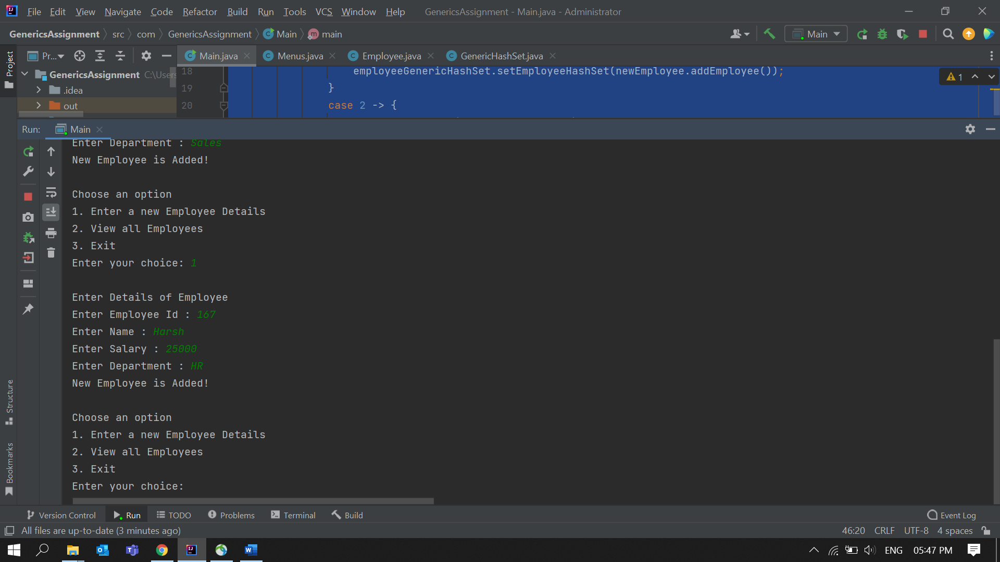 File Edit View Navigate Code Refactor Build Run Tools VCS Window Help GenericsAssignment - Main.java - Administrator
GenericsAssignment src com GenericsAssignment Main main Main
Project
Pr... Main.java Menus.java Employee.java GenericHashSet.java
GenericsAssignment C:\Users
.idea
out
18 employeeGenericHashSet.setEmployeeHashSet(newEmployee.addEmployee());
19 }
20 case 2 -> {
1
Run: Main
Enter Department : Sales
New Employee is Added!
Choose an option
1. Enter a new Employee Details
2. View all Employees
3. Exit
Enter your choice: 1
Enter Details of Employee
Enter Employee Id : 167
Enter Name : Harsh
Enter Salary : 25000
Enter Department : HR
New Employee is Added!
Choose an option
1. Enter a new Employee Details
2. View all Employees
3. Exit
Enter your choice:
Structure
Bookmarks
Version Control Run TODO Problems Terminal Build Event Log
All files are up-to-date (3 minutes ago) 46:20 CRLF UTF-8 4 spaces
ENG 05:47 PM